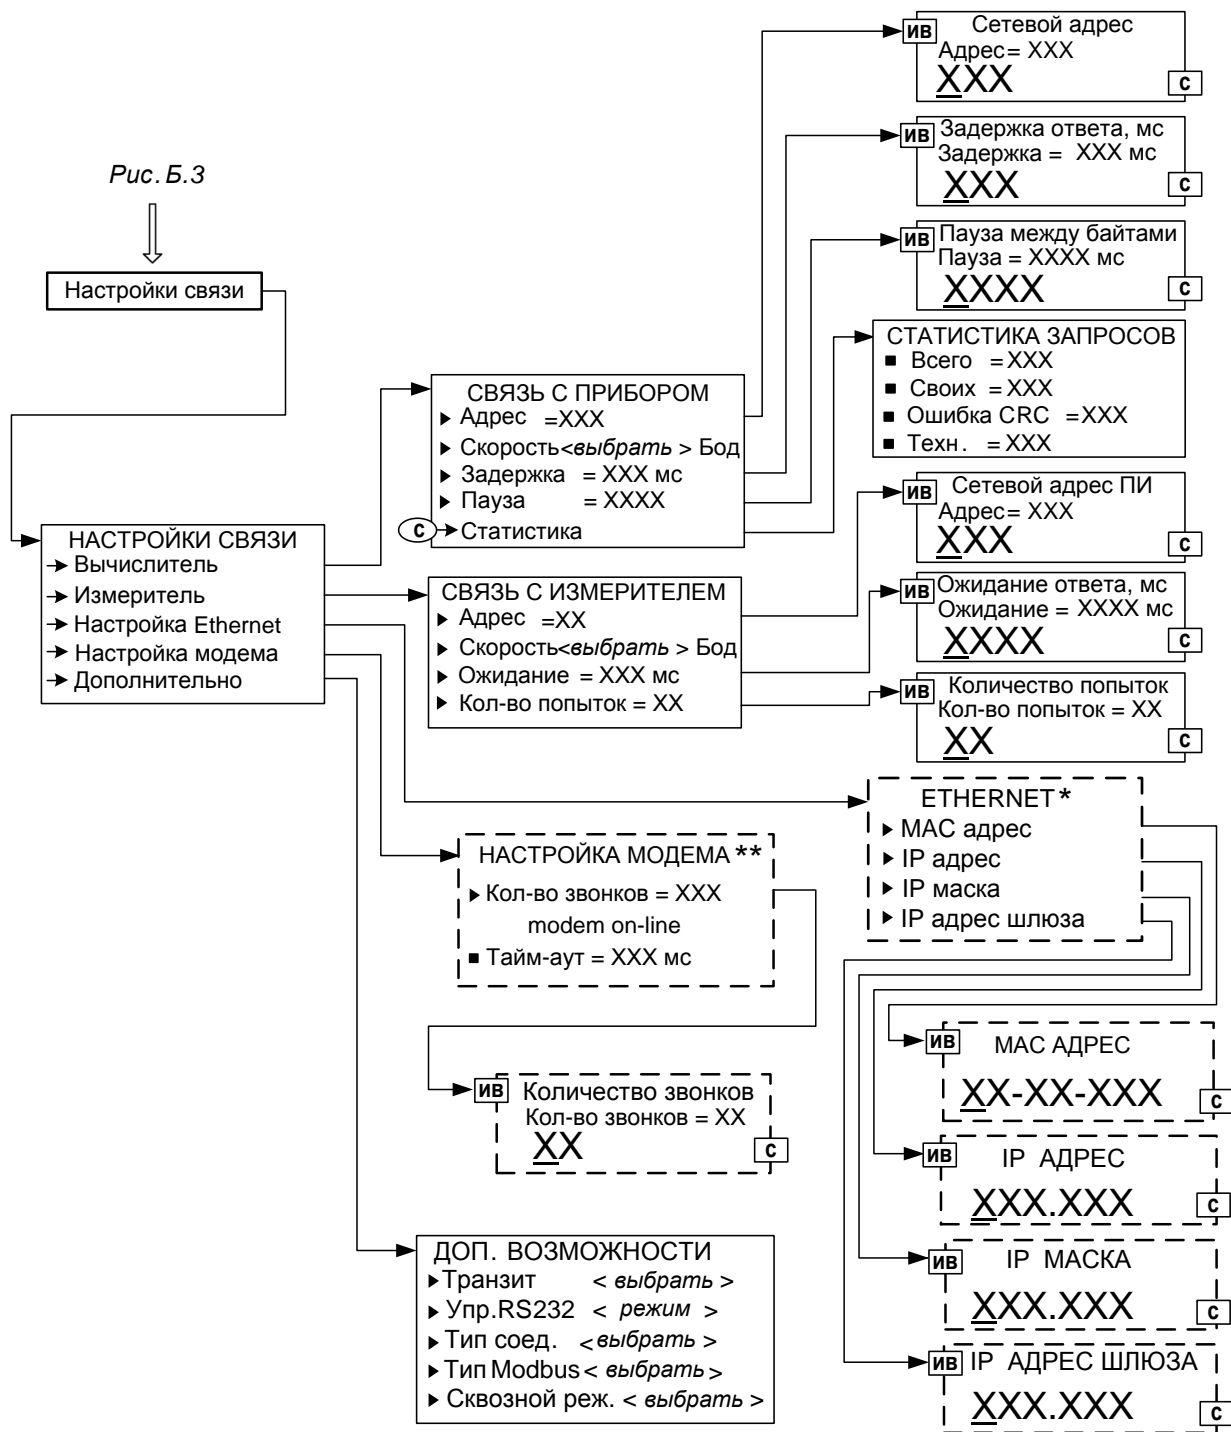 Рис. Б.3
Настройки связи
НАСТРОЙКИ СВЯЗИ
Вычислитель
Измеритель
Настройка Ethernet
Настройка модема
Дополнительно
СВЯЗЬ С ПРИБОРОМ
Адрес =XXX
Скорость<выбрать > Бод
Задержка = XXX мс
Пауза = XXXX
С Статистика
СВЯЗЬ С ИЗМЕРИТЕЛЕМ
Адрес =XX
Скорость<выбрать > Бод
Ожидание = XXX мс
Кол-во попыток = XX
НАСТРОЙКА МОДЕМА **
Кол-во звонков = XXX
modem on-line
Тайм-аут = XXX мс
ИВ Количество звонков
Кол-во звонков = XX
XX С
ДОП. ВОЗМОЖНОСТИ
Транзит < выбрать >
Упр.RS232 < режим >
Тип соед. <выбрать >
Тип Modbus< выбрать>
Сквозной реж. < выбрать >
ИВ Сетевой адрес
Адрес= XXX
XXX С
ИВ Задержка ответа, мс
Задержка = XXX мс
XXX С
ИВ Пауза между байтами
Пауза = XXXX мс
XXXX С
СТАТИСТИКА ЗАПРОСОВ
Всего =XXX
Своих =XXX
Ошибка CRC =XXX
Техн. =XXX
ИВ Сетевой адрес ПИ
Адрес= XXX
XXX С
ИВ Ожидание ответа, мс
Ожидание = XXXX мс
XXXX С
ИВ Количество попыток
Кол-во попыток = XX
XX С
ETHERNET *
MAC адрес
IP адрес
IP маска
IP адрес шлюза
ИВ MAC АДРЕС
XX-XX-XXX С
ИВ IP АДРЕС
XXX.XXX С
ИВ IP МАСКА
XXX.XXX С
ИВ IP АДРЕС ШЛЮЗА
XXX.XXX С